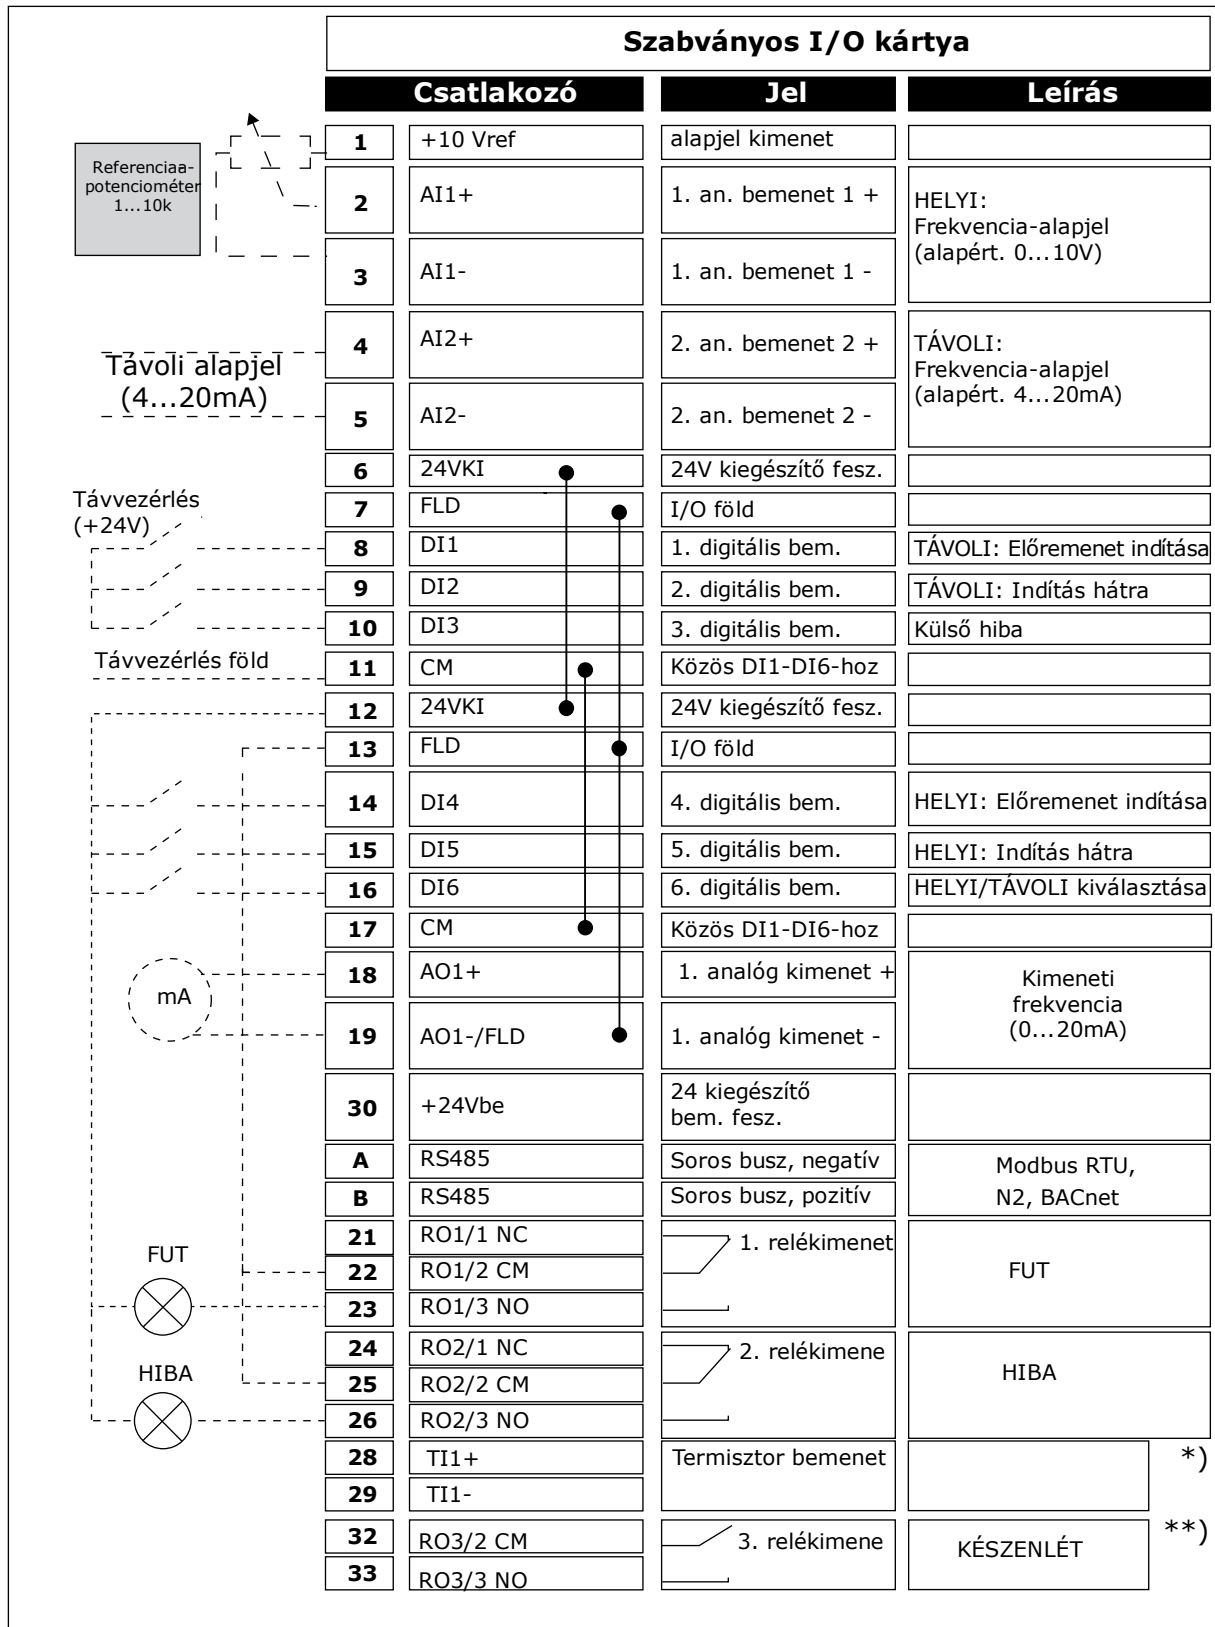 Szabványos I/O kártya
Csatlakozó Jel Leírás
Referenciaa-
potenciométer
1...10k
1 +10 Vref alapjel kimenet
2 AI1+ 1. an. bemenet 1 +
3 AI1- 1. an. bemenet 1 -
HELYI:
Frekvencia-alapjel
(alapért. 0...10V)
Távoli alapjel
(4...20mA)
4 AI2+ 2. an. bemenet 2 +
5 AI2- 2. an. bemenet 2 -
TÁVOLI:
Frekvencia-alapjel
(alapért. 4...20mA)
6 24VKI 24V kiegészítő fesz.
Távvezérlés
(+24V)
7 FLD I/O föld
8 DI1 1. digitális bem. TÁVOLI: Előremenet indítása
9 DI2 2. digitális bem. TÁVOLI: Indítás hátra
10 DI3 3. digitális bem. Külső hiba
Távvezérlés föld
11 CM Közös DI1-DI6-hoz
12 24VKI 24V kiegészítő fesz.
13 FLD I/O föld
14 DI4 4. digitális bem. HELYI: Előremenet indítása
15 DI5 5. digitális bem. HELYI: Indítás hátra
16 DI6 6. digitális bem. HELYI/TÁVOLI kiválasztása
17 CM Közös DI1-DI6-hoz
mA
18 AO1+ 1. analóg kimenet +
19 AO1-/FLD 1. analóg kimenet -
Kimeneti
frekvencia
(0...20mA)
30 +24Vbe 24 kiegészítő
bem. fesz.
A RS485 Soros busz, negatív
B RS485 Soros busz, pozitív
Modbus RTU,
N2, BACnet
21 RO1/1 NC 1. relékimenet
FUT
22 RO1/2 CM FUT
23 RO1/3 NO
24 RO2/1 NC 2. relékimene
HIBA
25 RO2/2 CM HIBA
26 RO2/3 NO
28 TI1+ Termisztor bemenet *)
29 TI1-
32 RO3/2 CM 3. relékimene KÉSZENLÉT **)
33 RO3/3 NO